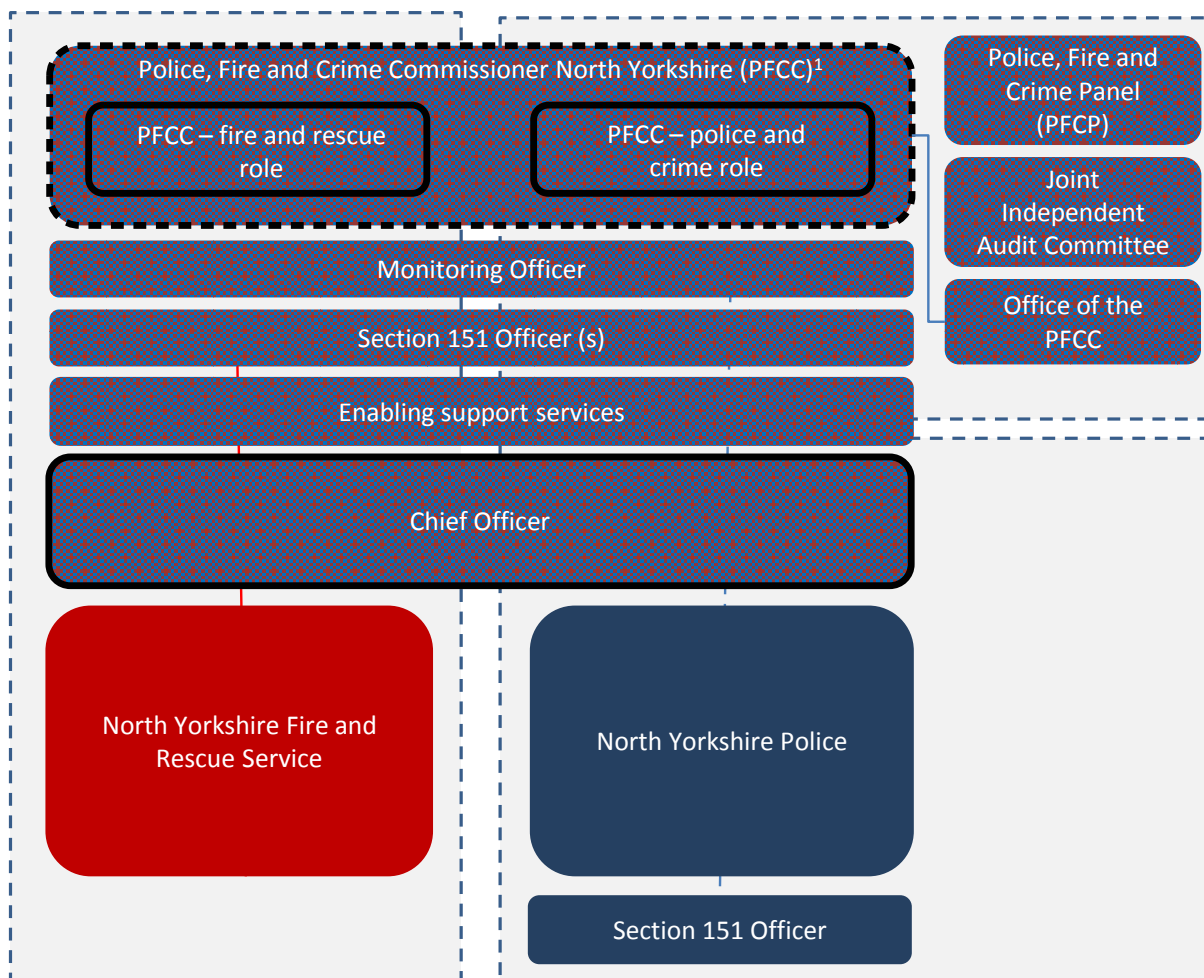 Police, Fire and Crime Commissioner North Yorkshire (PFCC)¹
PFCC – fire and rescue
role
PFCC – police and
crime role
Police, Fire and
Crime Panel
(PFCP)
Joint
Independent
Audit Committee
Office of the
PFCC
Monitoring Officer
Section 151 Officer (s)
Enabling support services
Chief Officer
North Yorkshire Fire and
Rescue Service
North Yorkshire Police
Section 151 Officer